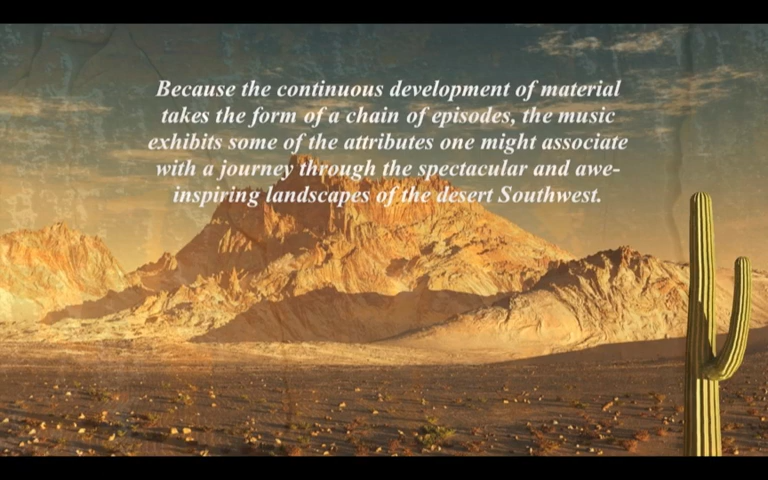 Because the continuous development of material
takes the form of a chain of episodes, the music
exhibits some of the attributes one might associate
with a journey through the spectacular and awe-
inspiring landscapes of the desert Southwest.